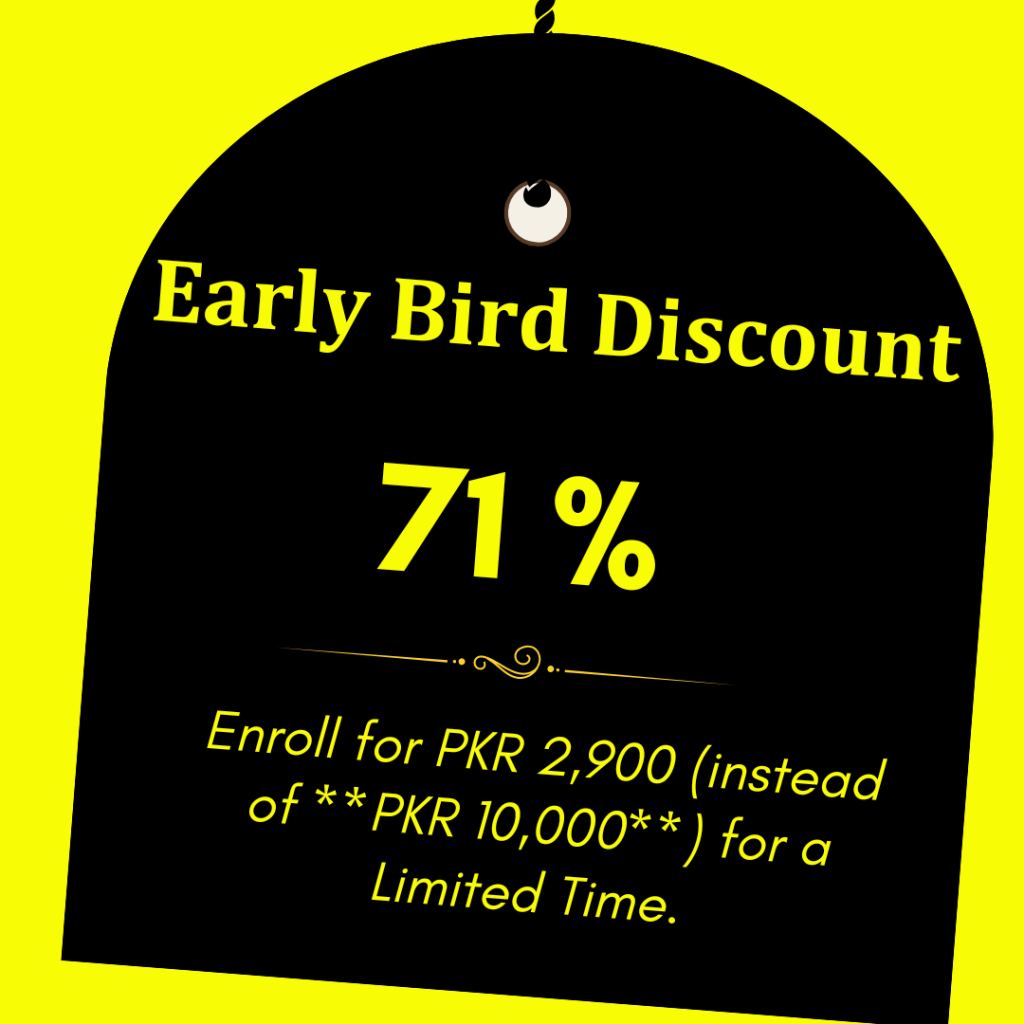 Early Bird Discount
71 %
Enroll for PKR 2,900 (instead
of **PKR 10,000**) for a
Limited Time.